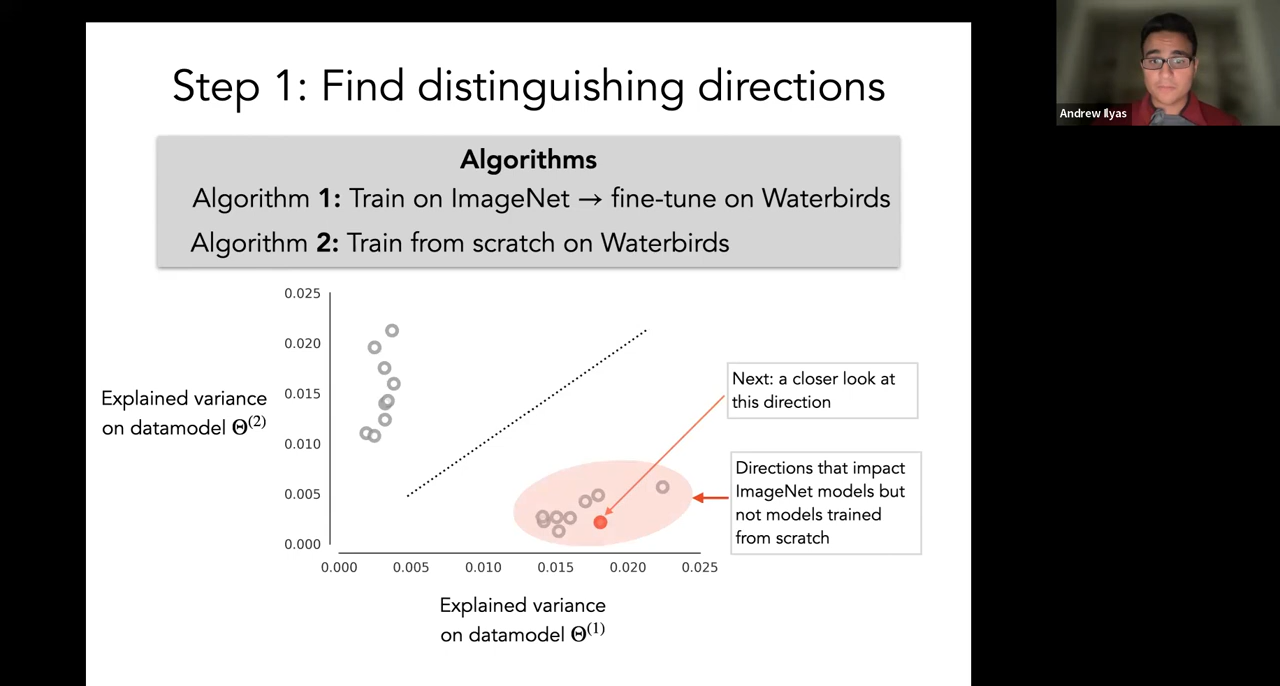 Step 1: Find distinguishing directions
Algorithms
Algorithm 1: Train on ImageNet → fine-tune on Waterbirds
Algorithm 2: Train from scratch on Waterbirds
0.025
0.020
0.015
0.010
0.005
0.000
Explained variance
on datamodel Θ(2)
0.000 0.005 0.010 0.015 0.020 0.025
Explained variance
on datamodel Θ(1)
Next: a closer look at
this direction
Directions that impact
ImageNet models but
not models trained
from scratch
Andrew Ilyas